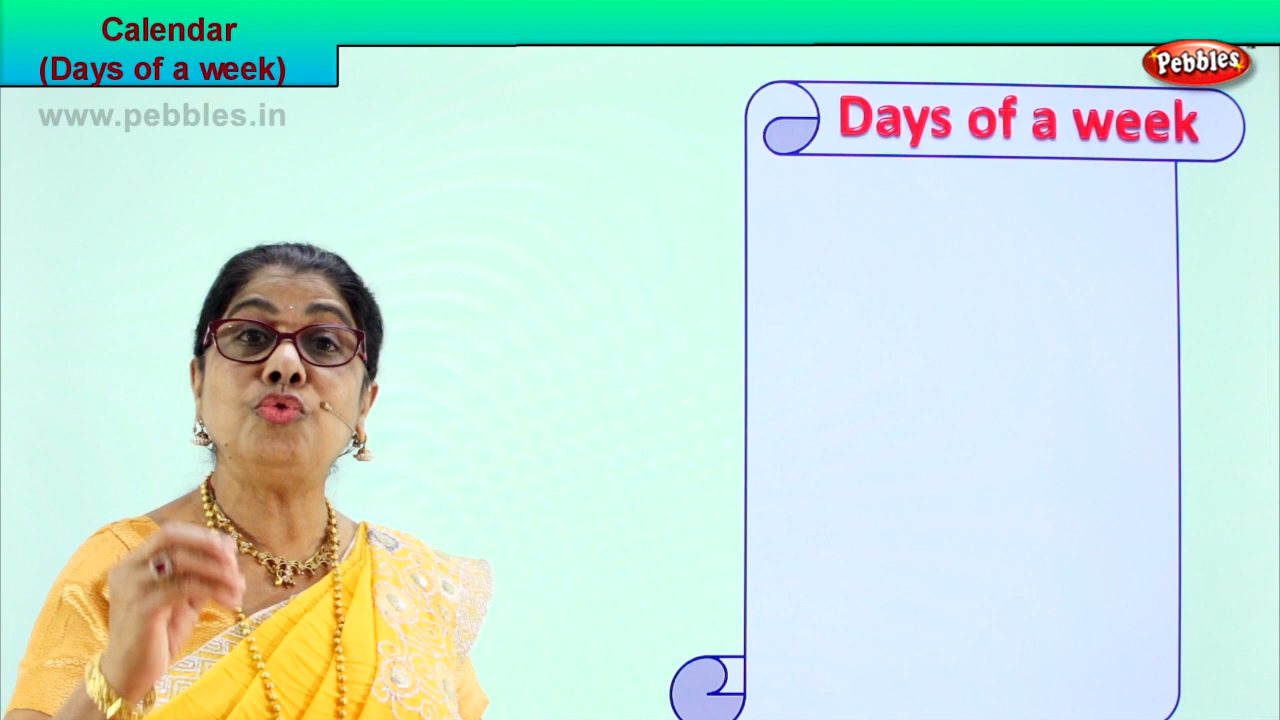 Calendar
(Days of a week)
www.pebbles.in
Pebbles
Days of a week